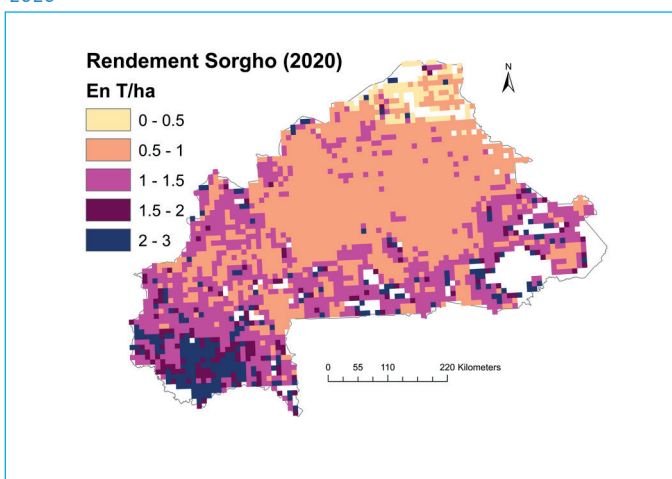 2020
Rendement Sorgho (2020)
En T/ha
0 - 0.5
0.5 - 1
1 - 1.5
1.5 - 2
2 - 3
N
0 55 110 220 Kilometers